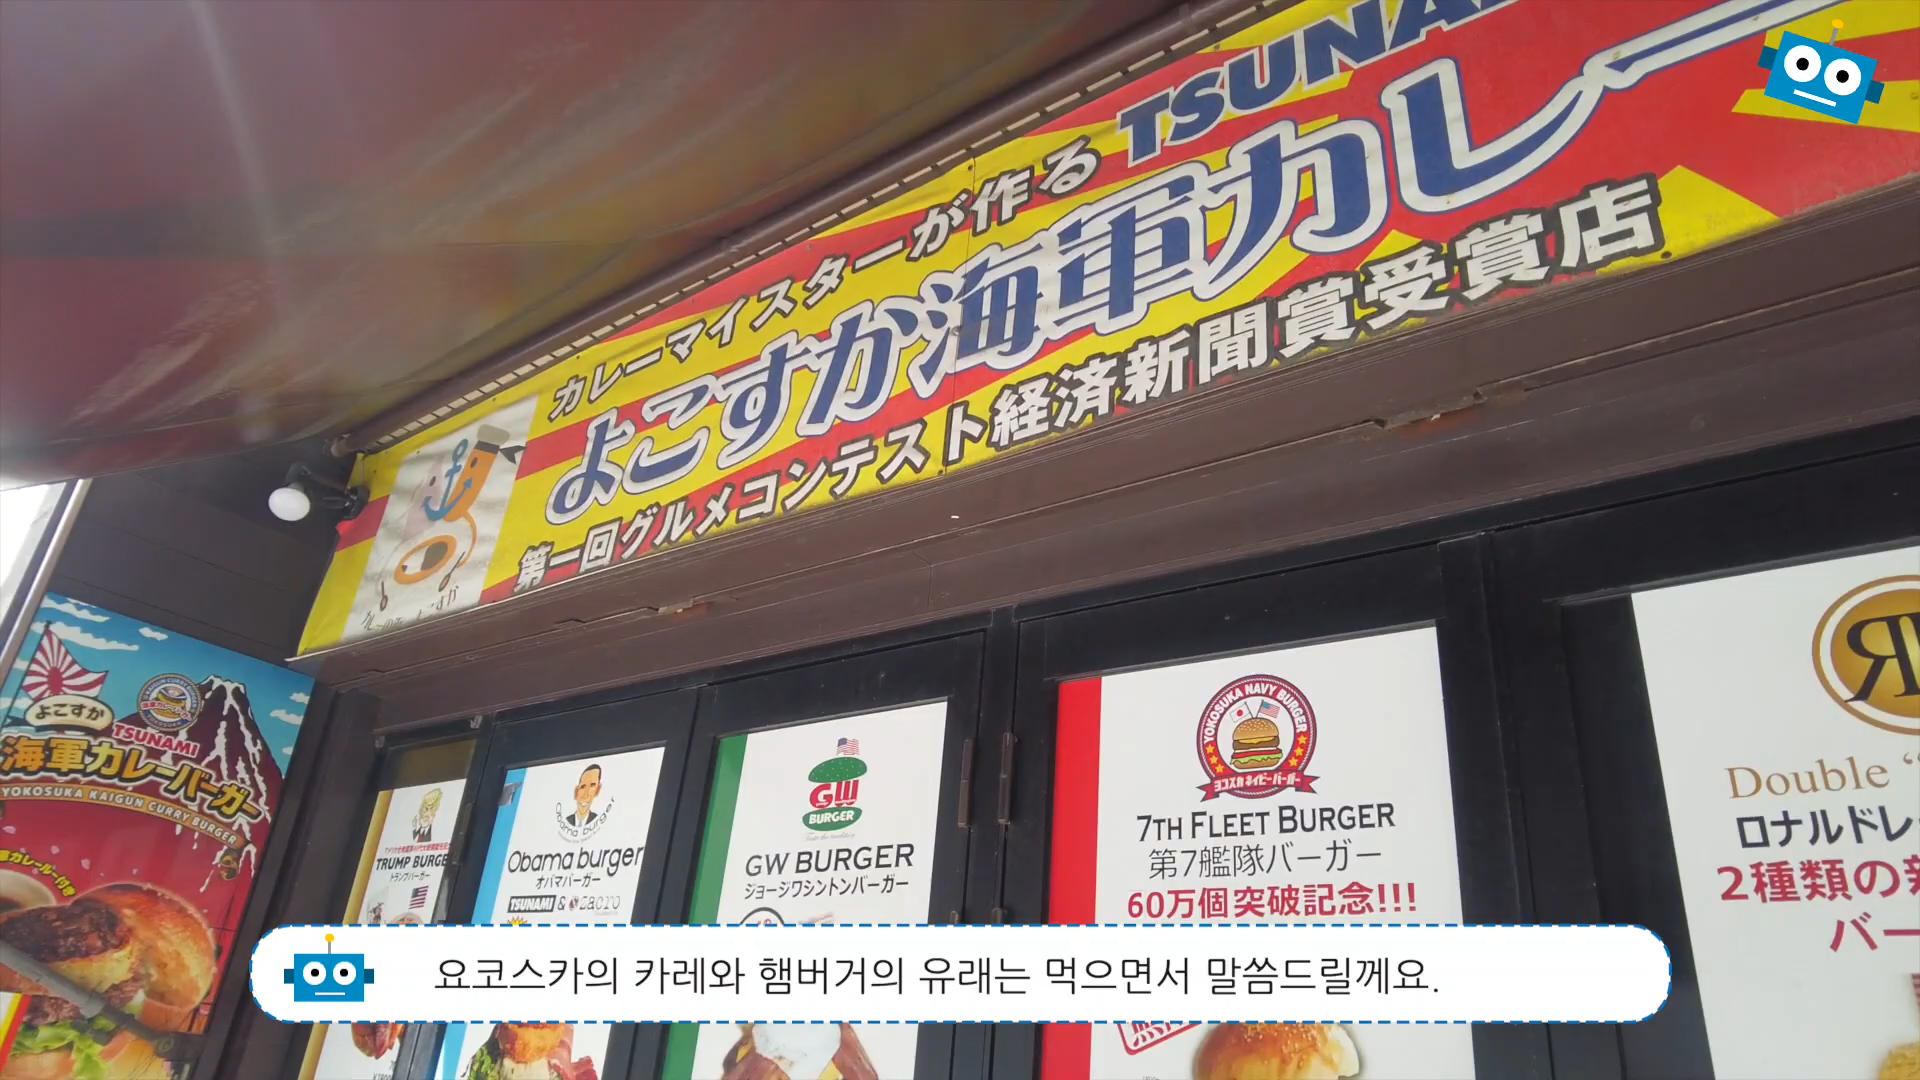 カレーマイスターが作る TSUNA
よこすか海軍カレー
第一回グルメコンテスト経済新聞賞受賞店
よこすか
TSUNAMI
海軍カレーバーガー
YOKOSUKA KAIGUN CURRY BURGER
TRUMP BURGE
トランプバーガー
obama burger
Obama burger
オバマバーガー
TSUNAMI &
GW
BURGER
GW BURGER
ジョージワシントンバーガー
YOKOSUKA NAVY BURGER
ヨコスカネイビーバーガー
7TH FLEET BURGER
第7艦隊バーガー
60万個突破記念!!!
Double "
ロナルドレ
2種類の
バー
요코스카의 카레와 햄버거의 유래는 먹으면서 말씀드릴께요.